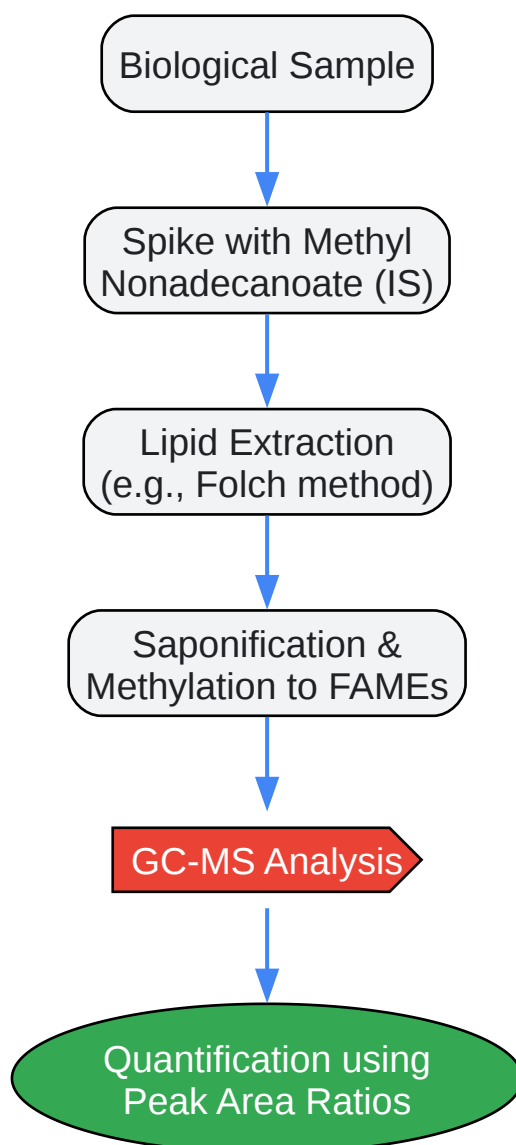 Biological Sample
Spike with Methyl
Nonadecanoate (IS)
Lipid Extraction
(e.g., Folch method)
Saponification &
Methylation to FAMEs
GC-MS Analysis
Quantification using
Peak Area Ratios